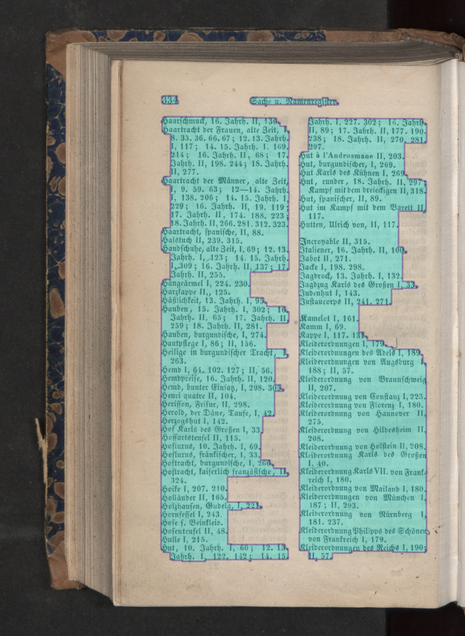 434
Sach- u. Namenregister.
Haarschmuck, 16. Jahrh. II, 139.
Haartracht der Frauen, alte Zeit, I,
8. 35. 36. 66. 67; 12. 13. Jahrh.
I, 117; 14. 15. Jahrh. I, 169.
214; 16. Jahrh. II, 68; 17.
Jahrh. II, 198. 244; 18. Jahrh.
II, 277.
Haartracht der Männer, alte Zeit,
I, 9. 59. 63; 12—14. Jahrh.
I, 138. 206; 14. 15. Jahrh. I,
229; 16. Jahrh. II, 19. 119;
17. Jahrh. II, 174. 188. 223;
18. Jahrh. II, 266. 281. 312. 323.
Haartracht, spanische, II, 88.
Halstuch II, 239. 315.
Handschuhe, alte Zeit, I, 69; 12. 13.
Jahrh. I, 123; 14. 15. Jahrh.
I, 309; 16. Jahrh. II, 137; 17.
Jahrh. II, 255.
Hängeärmel I, 224. 230.
Harzkappe II, 125.
Häßlichkeit, 13. Jahrh. I, 93.
Hauben, 15. Jahrh. I, 302; 16.
Jahrh. II, 65; 17. Jahrh. II,
259; 18. Jahrh. II, 281.
Hauben, burgundische, I, 274.
Hautpflege I, 86; II, 156.
Heilige in burgundischer Tracht, I,
263.
Hemd I, 64. 102. 127; II, 56.
Hemdpreise, 16. Jahrh. II, 120.
Hemd, bunter Einsatz, I, 298. 303.
Henri quatre II, 104.
Herisson, Frisur, II, 298.
Herold, der Däne, Taufe, I, 42.
Herzogshut I, 142.
Hof Karls des Großen I, 33.
Hoffartsteufel II, 115.
Hofluxus, 10. Jahrh. I, 69.
Hofluxus, fränkischer, I, 33.
Hoftracht, burgundische, I, 266.
Hoftracht, kaiserlich französische, II,
324.
Hoike I, 207. 210.
Holländer II, 165.
Holzhausen, Gudela, I, 223.
Hornfessel I, 243.
Hose s. Beinkleid.
Hosenteufel II, 48.
Hulle I, 215.
Hut, 10. Jahrh. I, 60; 12. 13.
Jahrh. I, 122. 142; 14. 15.
Jahrh. I, 227. 302; 16. Jahrh.
II, 89; 17. Jahrh. II, 177. 190.
238; 18. Jahrh. II, 270. 281.
297.
Hut à l'Androsmane II, 203.
Hut, burgundischer, I, 269.
Hut Karls des Kühnen I, 269.
Hut, runder, 18. Jahrh. II, 297;
Kampf mit dem dreieckigen II, 318.
Hut, spanischer, II, 89.
Hut im Kampf mit dem Barett II,
117.
Hutten, Ulrich von, II, 117.
Incroyable II, 315.
Italiener, 16. Jahrh. II, 109.
Jabot II, 271.
Jacke I, 198. 298.
Jagdrock, 13. Jahrh. I, 132.
Jagdzug Karls des Großen I, 33.
Judenhut I, 143.
Justaucorps II, 241. 271.
Kamelot I, 161.
Kamm I, 69.
Kappe I, 117. 131.
Kleiderordnungen I, 179.
Kleiderordnungen des Adels I, 189.
Kleiderordnungen von Augsburg I,
188; II, 57.
Kleiderordnung von Braunschweig
II, 207.
Kleiderordnung von Constanz I, 223.
Kleiderordnung von Florenz I, 180.
Kleiderordnung von Hannover II,
275.
Kleiderordnung von Hildesheim II,
208.
Kleiderordnung von Holstein II, 208.
Kleiderordnung Karls des Großen
I, 40.
Kleiderordnung Karls VII. von Frank-
reich I, 180.
Kleiderordnung von Mailand I, 180.
Kleiderordnungen von München I,
187; II, 293.
Kleiderordnung von Nürnberg I,
181. 237.
Kleiderordnung Philipps des Schönen
von Frankreich I, 179.
Kleiderordnungen des Reichs I, 190;
II, 57.